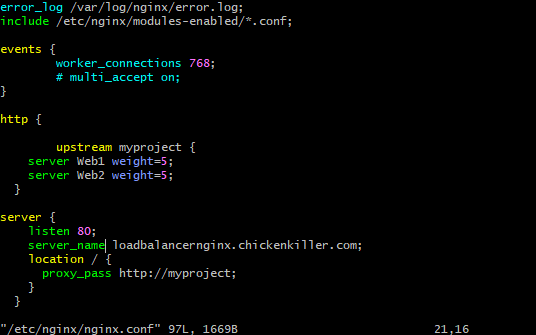 error_log /var/log/nginx/error.log;
include /etc/nginx/modules-enabled/*.conf;
events {
worker_connections 768;
# multi_accept on;
}
http {
upstream myproject {
server Web1 weight=5;
server Web2 weight=5;
}
server {
listen 80;
server_name loadbalancernginx.chickenkiller.com;
location / {
proxy_pass http://myproject;
}
}
"/etc/nginx/nginx.conf" 97L, 1669B 21,16